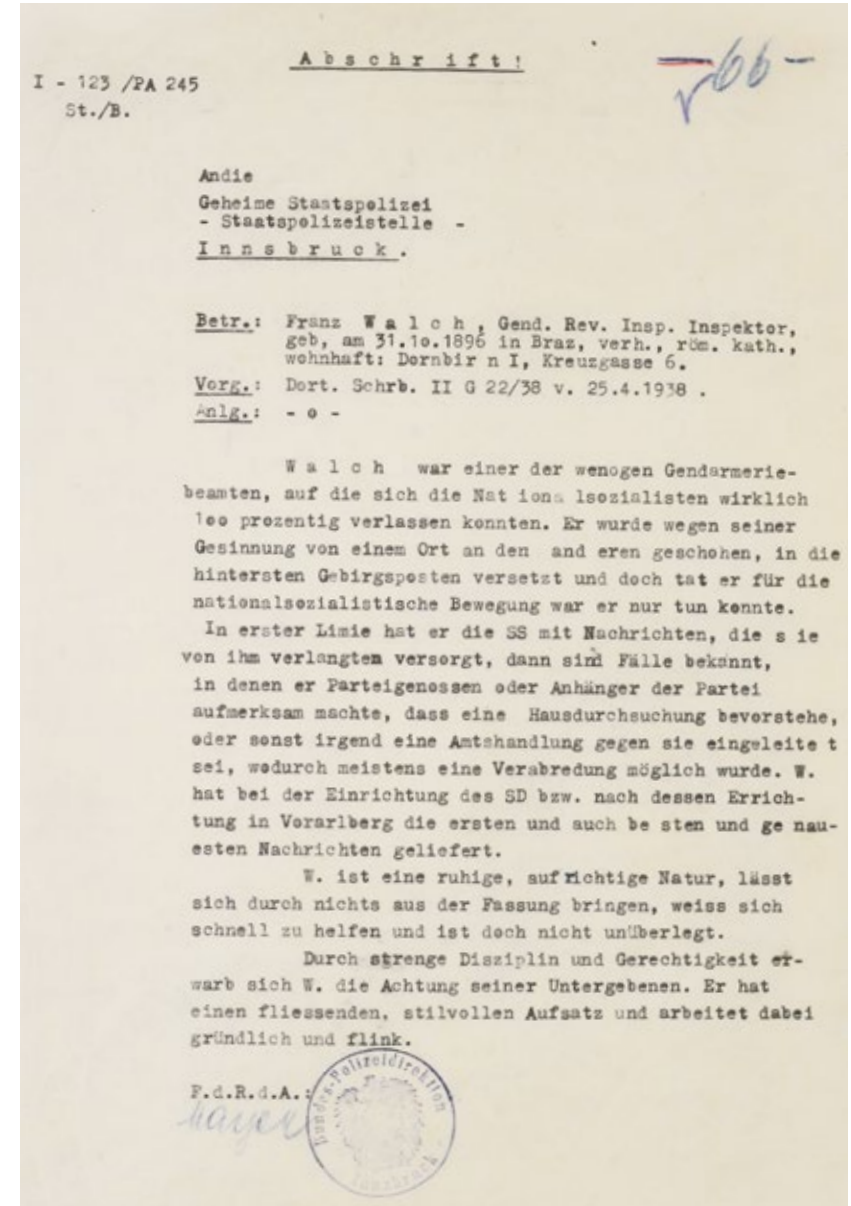 Abschrift!
- 66 -
I - 123 /PA 245
St./B.
Andie
Geheime Staatspolizei
- Staatspolizeistelle -
Innsbruck.
Betr.: Franz Walch, Gend. Rev. Insp. Inspektor,
geb, am 31.10.1896 in Braz, verh., röm. kath.,
wohnhaft: Dornbir n I, Kreuzgasse 6.
Vorg.: Dort. Schrb. II G 22/38 v. 25.4.1938 .
Anlg.: - o -
Walch war einer der wenogen Gendarmerie-
beamten, auf die sich die Nat iona lsozialisten wirklich
1oo prozentig verlassen konnten. Er wurde wegen seiner
Gesinnung von einem Ort an den and eren geschohen, in die
hintersten Gebirgsposten versetzt und doch tat er für die
nationalsozialistische Bewegung war er nur tun konnte.
In erster Limie hat er die SS mit Nachrichten, die s ie
von ihm verlangten versorgt, dann sind Fälle bekannt,
in denen er Parteigenossen oder Anhänger der Partei
aufmerksam machte, dass eine Hausdurchsuchung bevorstehe,
oder sonst irgend eine Amtshandlung gegen sie eingeleite t
sei, wodurch meistens eine Verabredung möglich wurde. W.
hat bei der Einrichtung des SD bzw. nach dessen Errich-
tung in Vorarlberg die ersten und auch be sten und ge nau-
esten Nachrichten geliefert.
W. ist eine ruhige, aufrichtige Natur, lässt
sich durch nichts aus der Fassung bringen, weiss sich
schnell zu helfen und ist doch nicht unüberlegt.
Durch strenge Disziplin und Gerechtigkeit er-
warb sich W. die Achtung seiner Untergebenen. Er hat
einen fliessenden, stilvollen Aufsatz und arbeitet dabei
gründlich und flink.
F.d.R.d.A.:
Mayer
Bundes-Polizeidirektion
Innsbruck